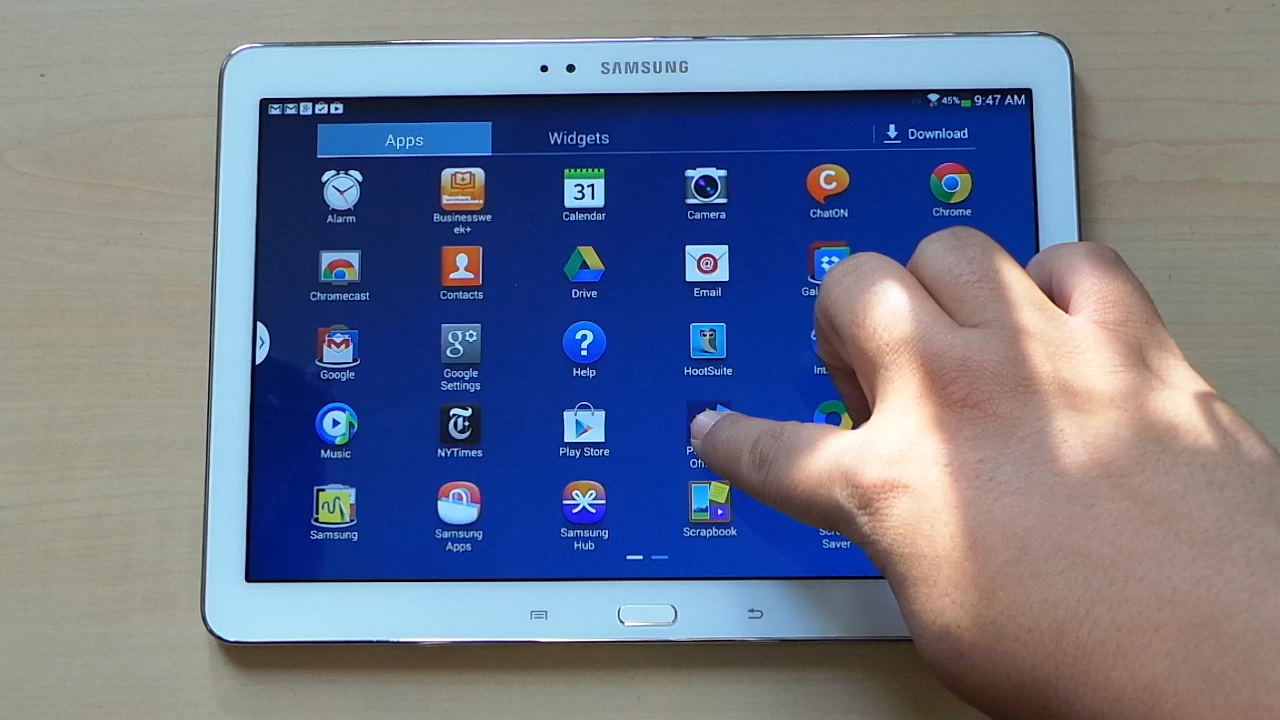 SAMSUNG
45% 9:47 AM
Apps
Widgets
Download
31
Alarm
Businesswe
ek+
Calendar
Camera
ChatON
Chrome
Chromecast
Contacts
Drive
Email
Google
Google
Settings
Help
HootSuite
Music
NYTimes
Play Store
Samsung
Samsung
Apps
Samsung
Hub
Scrapbook
Saver